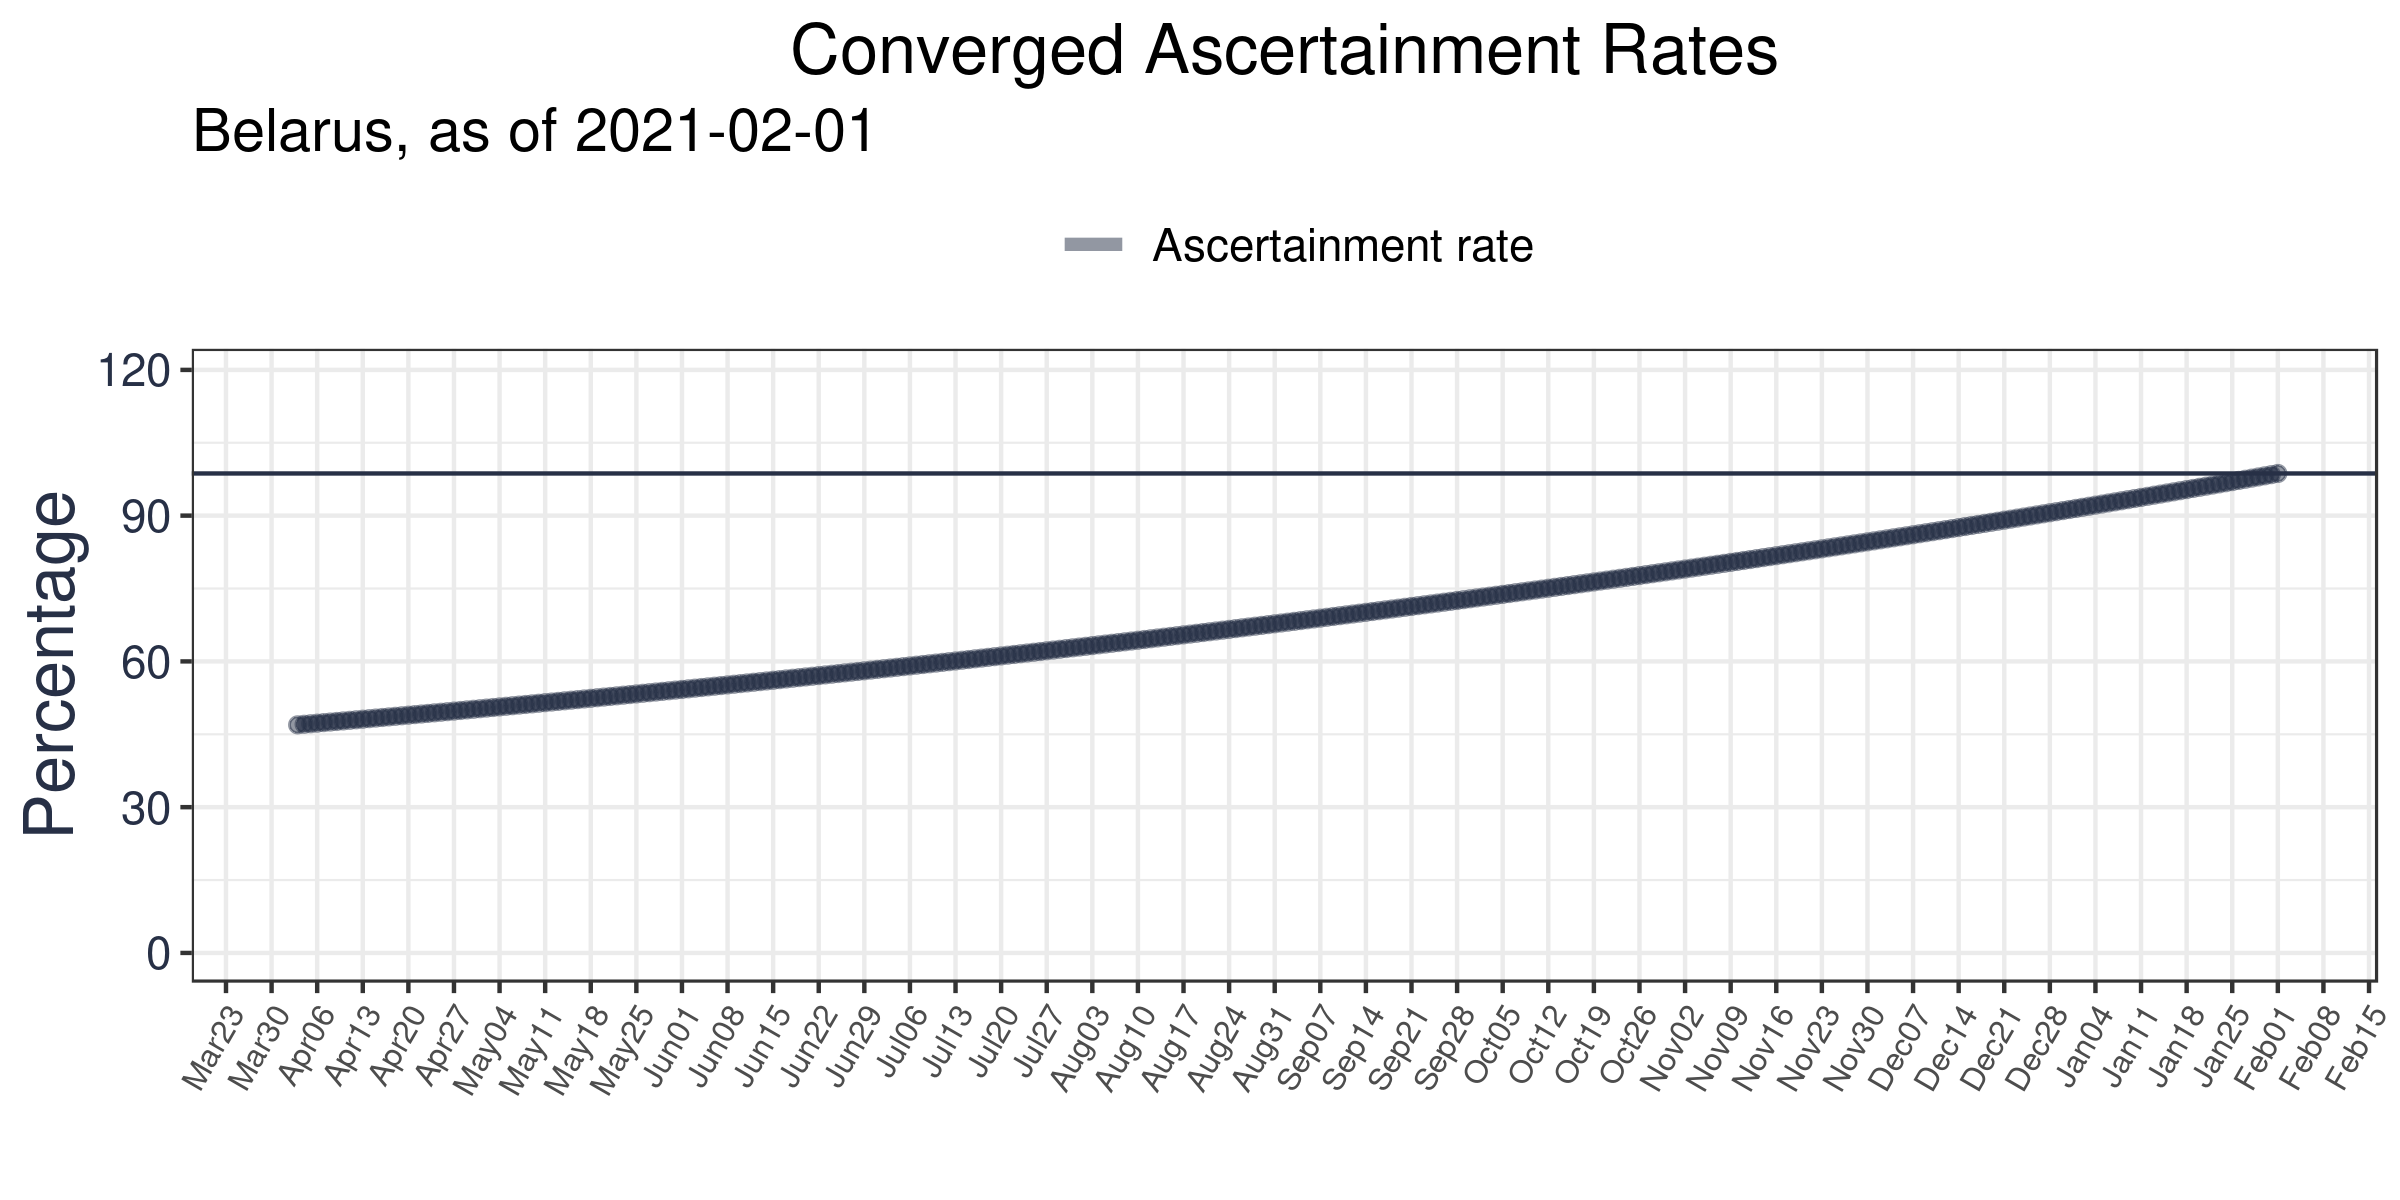 Converged Ascertainment Rates
Belarus, as of 2021-02-01
Ascertainment rate
Percentage
120
90
60
30
0
Mar23 Mar30 Apr06 Apr13 Apr20 Apr27 May04 May11 May18 May25 Jun01 Jun08 Jun15 Jun22 Jun29 Jul06 Jul13 Jul20 Jul27 Aug03 Aug10 Aug17 Aug24 Aug31 Sep07 Sep14 Sep21 Sep28 Oct05 Oct12 Oct19 Oct26 Nov02 Nov09 Nov16 Nov23 Nov30 Dec07 Dec14 Dec21 Dec28 Jan04 Jan11 Jan18 Jan25 Feb01 Feb08 Feb15